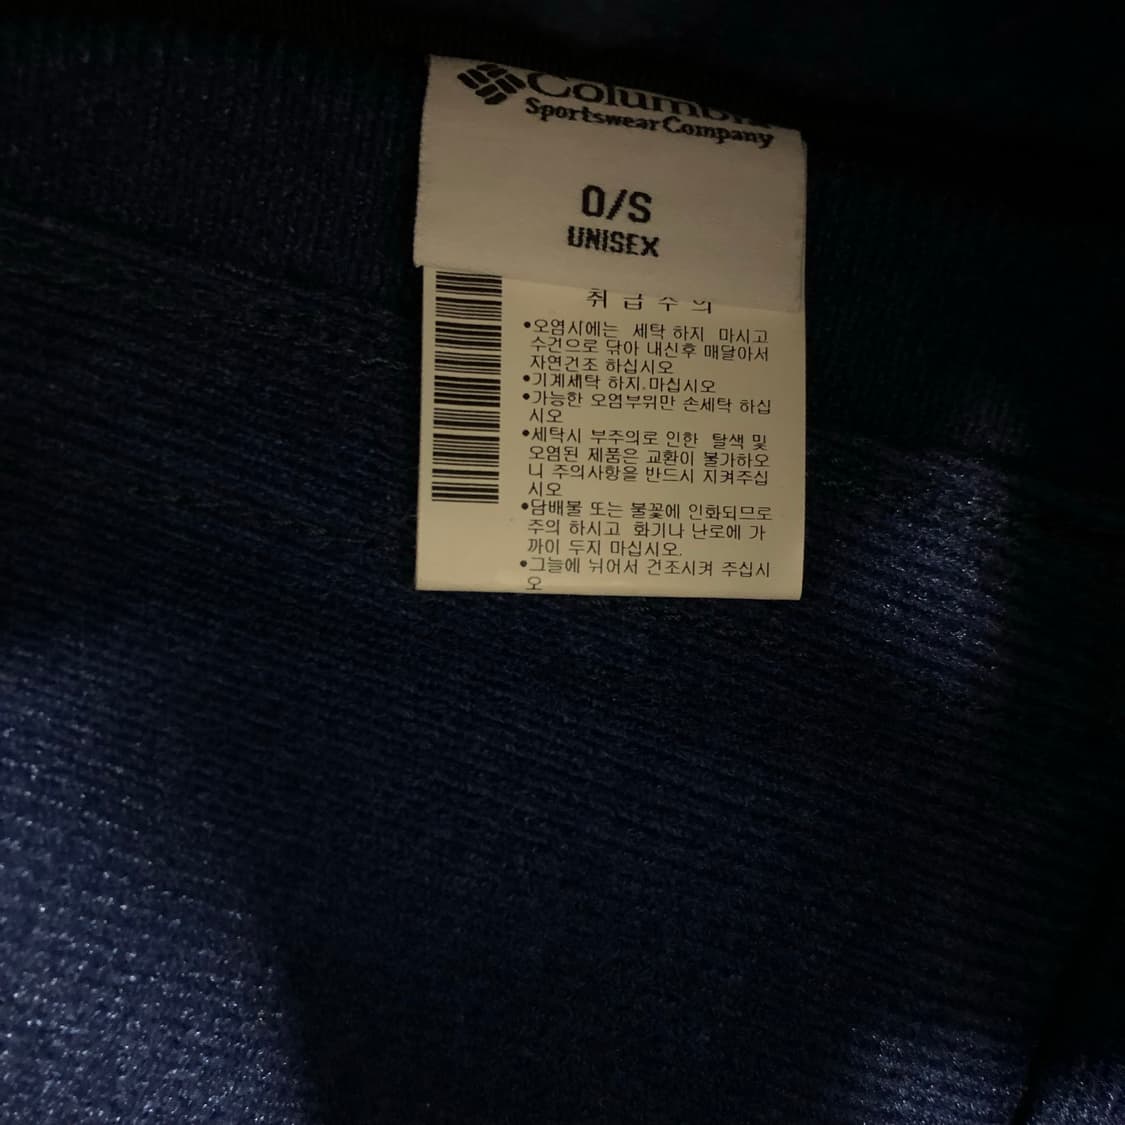 Columbia
Sportswear Company
O/S
UNISEX
취급주의
•오염시에는 세탁 하지 마시고
수건으로 닦아 내신후 매달아서
자연건조 하십시오
•기계세탁 하지.마십시오
•가능한 오염부위만 손세탁 하십
시오
•세탁시 부주의로 인한 탈색 및
오염된 제품은 교환이 불가하오
니 주의사항을 반드시 지켜주십
시오
•담배불 또는 불꽃에 인화되므로
주의 하시고 화기나 난로에 가
까이 두지 마십시오.
•그늘에 뉘어서 건조시켜 주십시
오